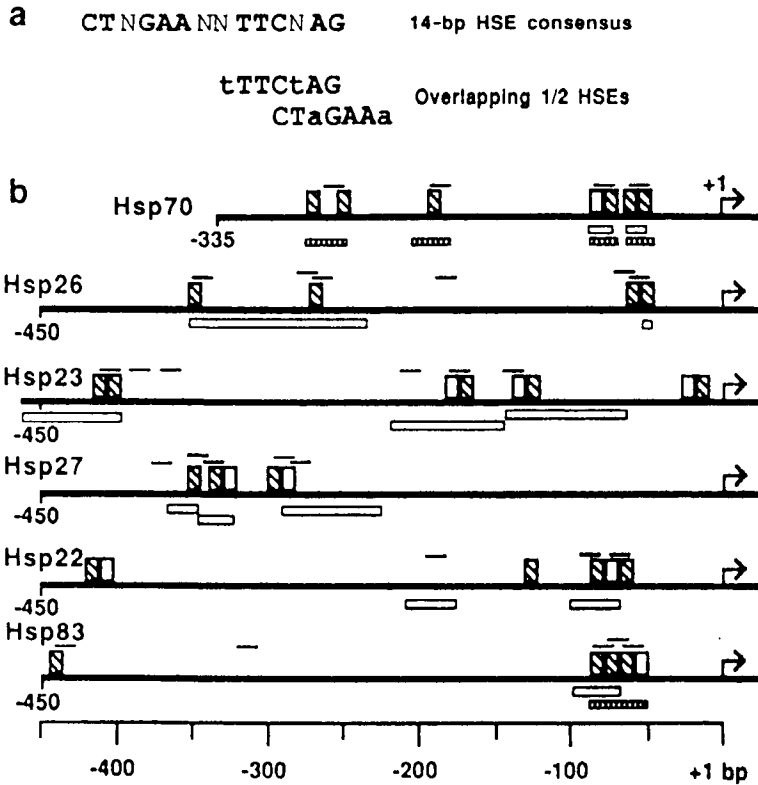 a
CTNGAANNTTCNAG 14-bp HSE consensus
tTTCtAG
CTaGAAa
Overlapping 1/2 HSEs
b
+1
Hsp70
-335
Hsp26
-450
Hsp23
-450
Hsp27
-450
Hsp22
-450
Hsp83
-450
-400 -300 -200 -100 +1 bp